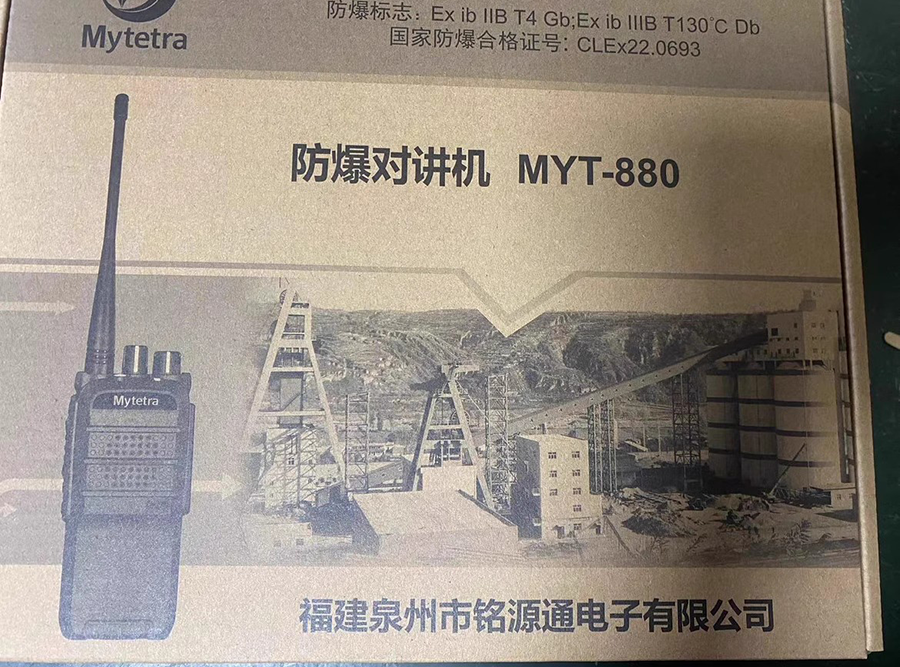 Mytetra
防爆标志：Ex ib IIB T4 Gb;Ex ib IIIB T130℃ Db
国家防爆合格证号：CLEx22.0693
防爆对讲机 MYT-880
Mytetra
福建泉州市铭源通电子有限公司